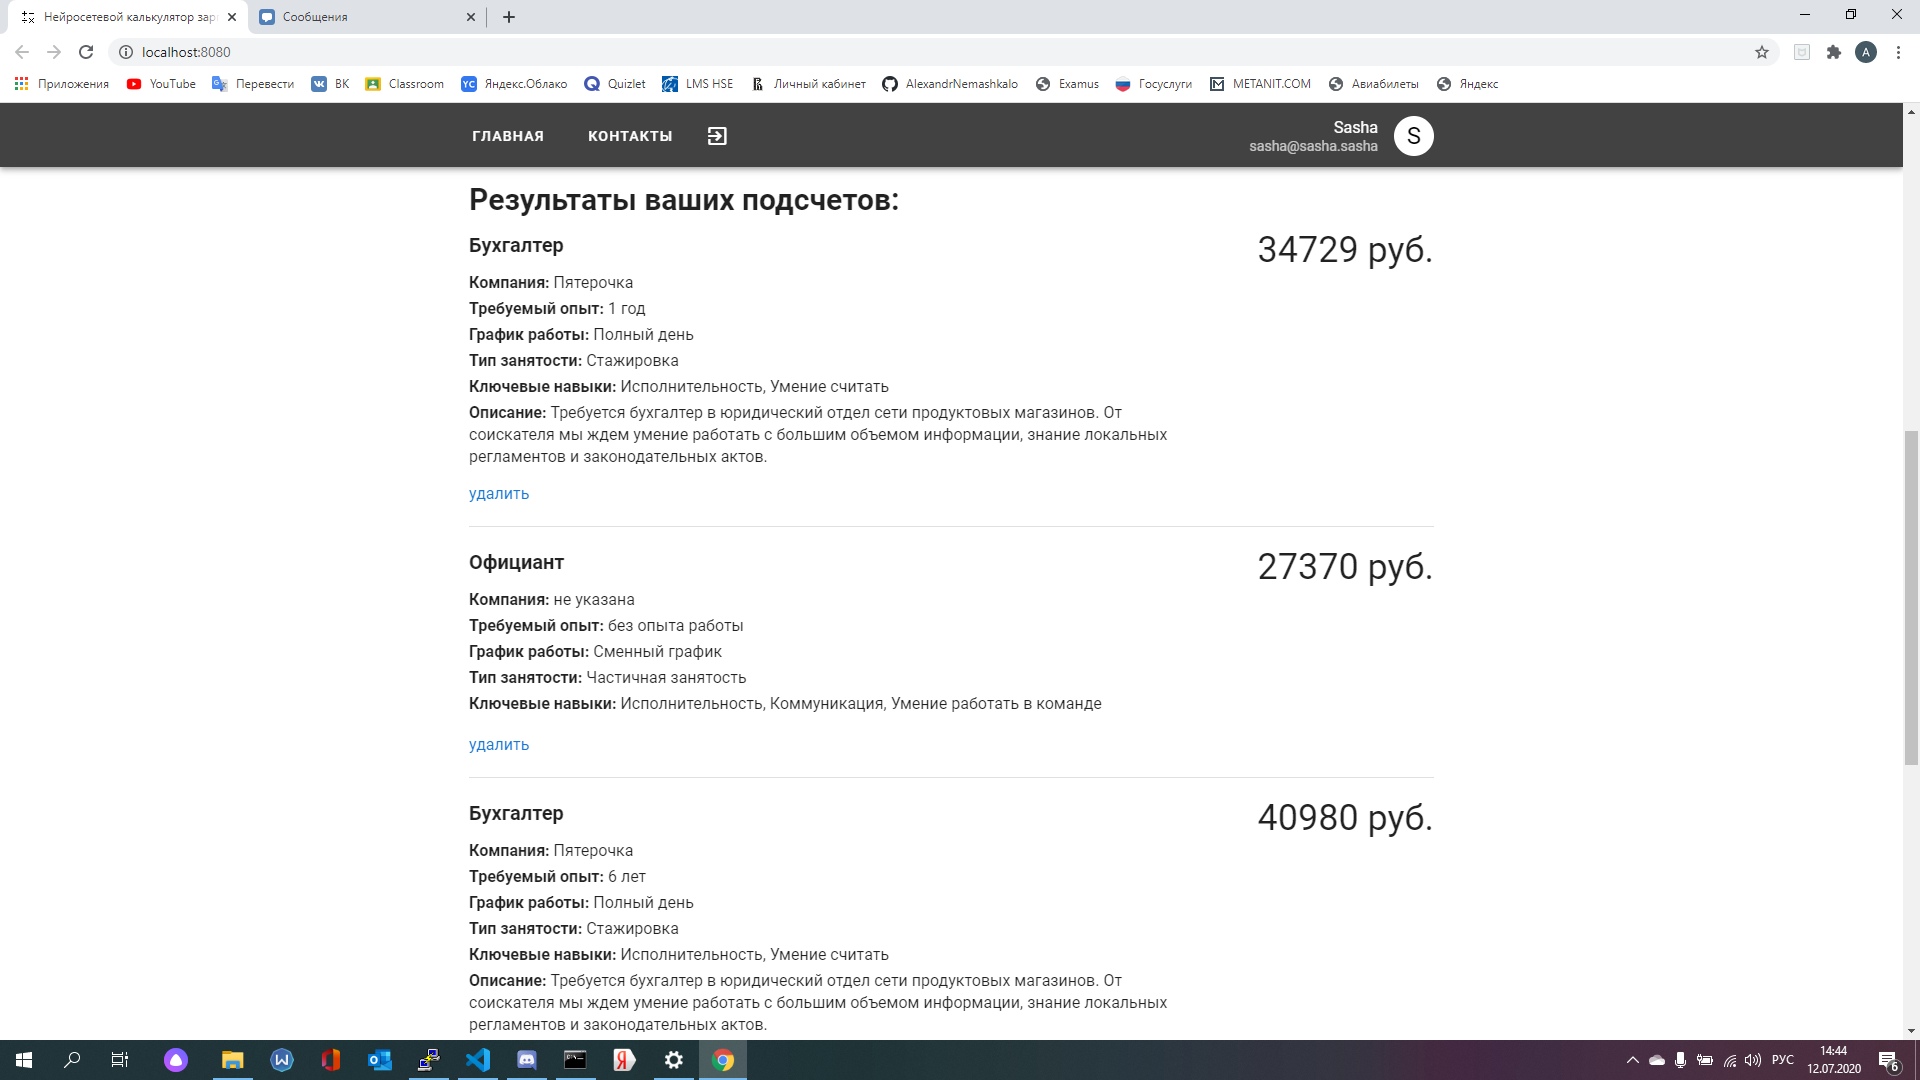 Нейросетевой калькулятор зар
Сообщения
localhost:8080
A
Приложения
YouTube
Перевести
ВК
Classroom
Яндекс.Облако
Quizlet
LMS HSE
Личный кабинет
AlexandrNemashkalo
Examus
Госуслуги
METANIT.COM
Авиабилеты
Яндекс
ГЛАВНАЯ
КОНТАКТЫ
Sasha
sasha@sasha.sasha
S
Результаты ваших подсчетов:
Бухгалтер
34729 руб.
Компания: Пятерочка
Требуемый опыт: 1 год
График работы: Полный день
Тип занятости: Стажировка
Ключевые навыки: Исполнительность, Умение считать
Описание: Требуется бухгалтер в юридический отдел сети продуктовых магазинов. От
соискателя мы ждем умение работать с большим объемом информации, знание локальных
регламентов и законодательных актов.
удалить
Официант
27370 руб.
Компания: не указана
Требуемый опыт: без опыта работы
График работы: Сменный график
Тип занятости: Частичная занятость
Ключевые навыки: Исполнительность, Коммуникация, Умение работать в команде
удалить
Бухгалтер
40980 руб.
Компания: Пятерочка
Требуемый опыт: 6 лет
График работы: Полный день
Тип занятости: Стажировка
Ключевые навыки: Исполнительность, Умение считать
Описание: Требуется бухгалтер в юридический отдел сети продуктовых магазинов. От
соискателя мы ждем умение работать с большим объемом информации, знание локальных
регламентов и законодательных актов.
РУС
14:44
12.07.2020
6